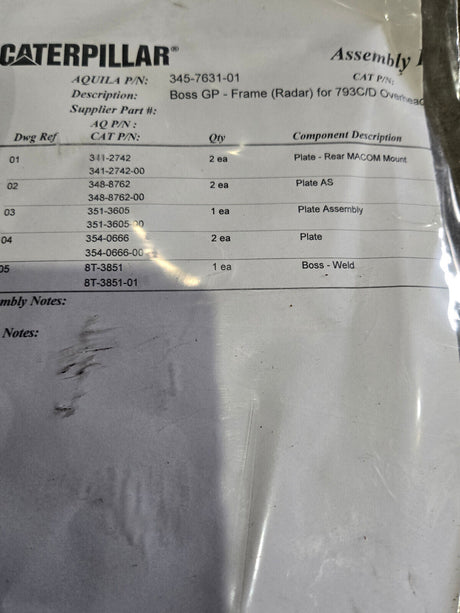 CATERPILLAR®
Assembly
AQUILA P/N: 345-7631-01 CAT P/N:
Description: Boss GP - Frame (Radar) for 793C/D Overhead
Supplier Part #:
AQ P/N :
Dwg Ref CAT P/N: Qty Component Description
01 341-2742 2 ea Plate - Rear MACOM Mount
341-2742-00
02 348-8762 2 ea Plate AS
348-8762-00
03 351-3605 1 ea Plate Assembly
351-3605-00
04 354-0666 2 ea Plate
354-0666-00
05 8T-3851 1 ea Boss - Weld
8T-3851-01
mbly Notes:
Notes: